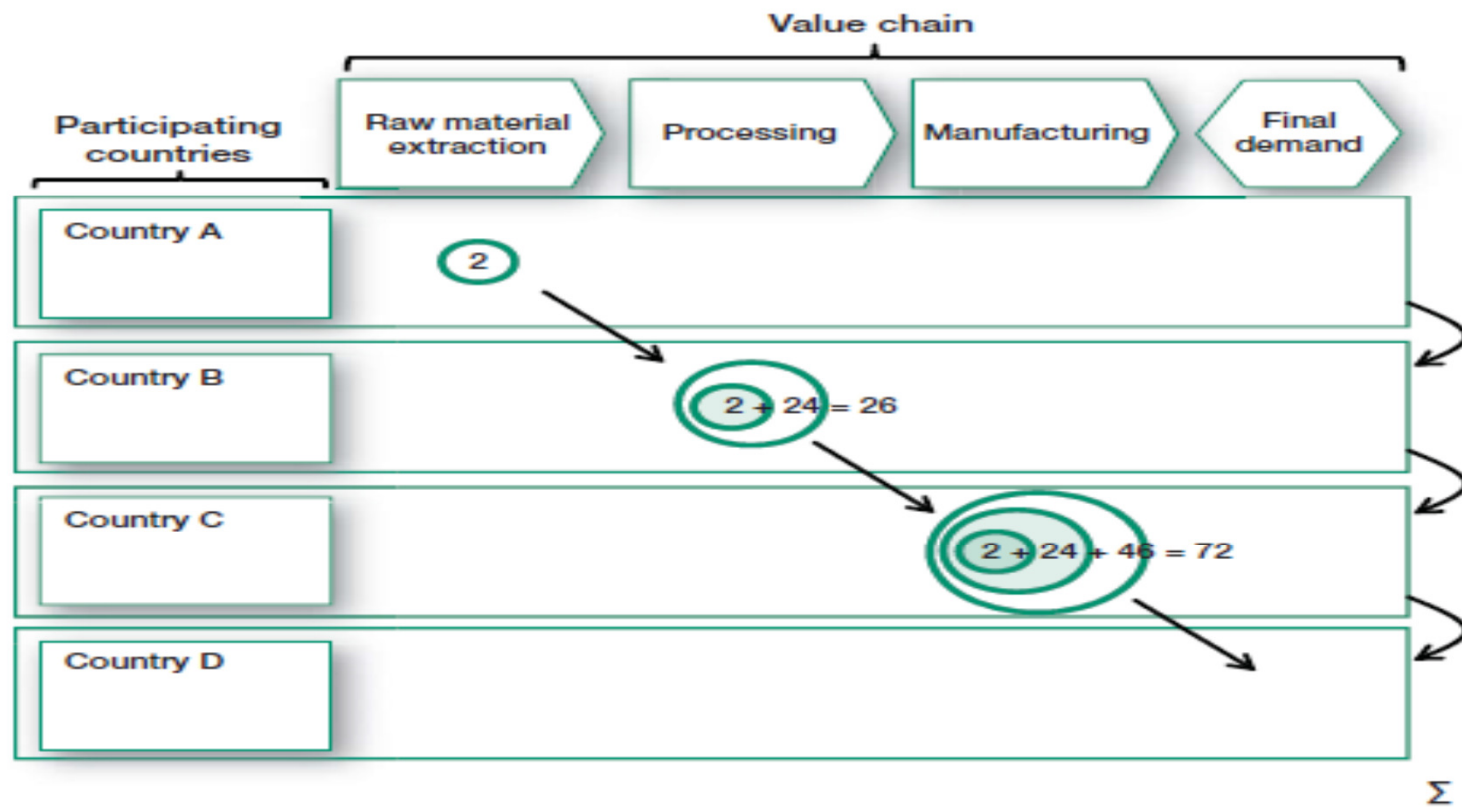 Value chain
Participating
countries
Raw material
extraction
Processing
Manufacturing
Final
demand
Country A
2
Country B
2 + 24 = 26
Country C
2 + 24 + 46 = 72
Country D
Σ